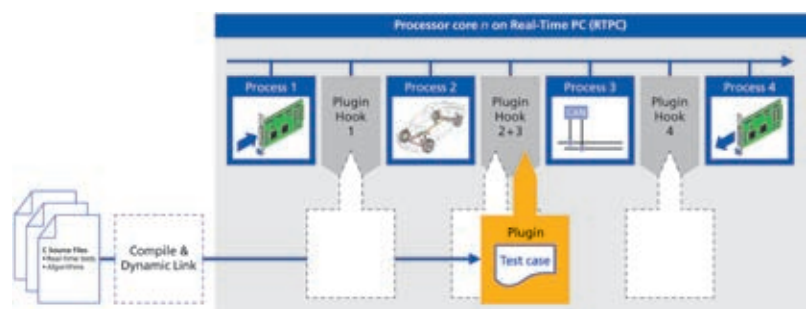 Processor core n on Real-Time PC (RTPC)
Process 1
Plugin
Hook
1
Process 2
Plugin
Hook
2+3
Process 3
CAN
Plugin
Hook
4
Process 4
C Source Files:
•Real-time tests
•Algorithms
Compile &
Dynamic Link
Plugin
Test case